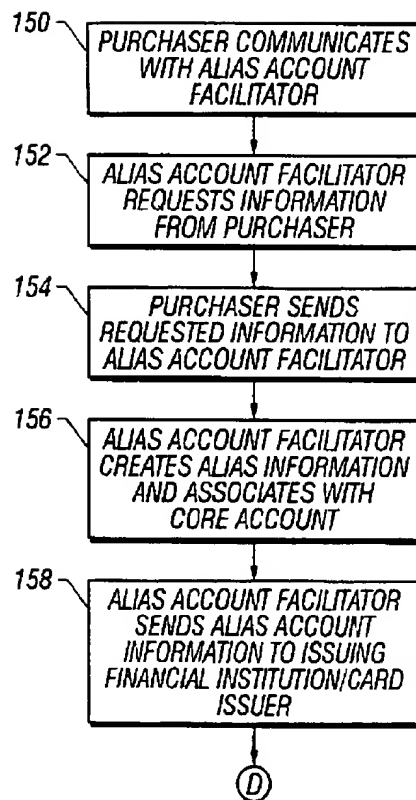 150
PURCHASER COMMUNICATES
WITH ALIAS ACCOUNT
FACILITATOR
152
ALIAS ACCOUNT FACILITATOR
REQUESTS INFORMATION
FROM PURCHASER
154
PURCHASER SENDS
REQUESTED INFORMATION TO
ALIAS ACCOUNT FACILITATOR
156
ALIAS ACCOUNT FACILITATOR
CREATES ALIAS INFORMATION
AND ASSOCIATES WITH
CORE ACCOUNT
158
ALIAS ACCOUNT FACILITATOR
SENDS ALIAS ACCOUNT
INFORMATION TO ISSUING
FINANCIAL INSTITUTION/CARD
ISSUER
D